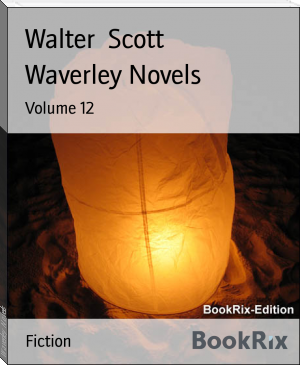 Walter Scott
Waverley Novels
Volume 12
BookRix-Edition
Fiction
BookRix